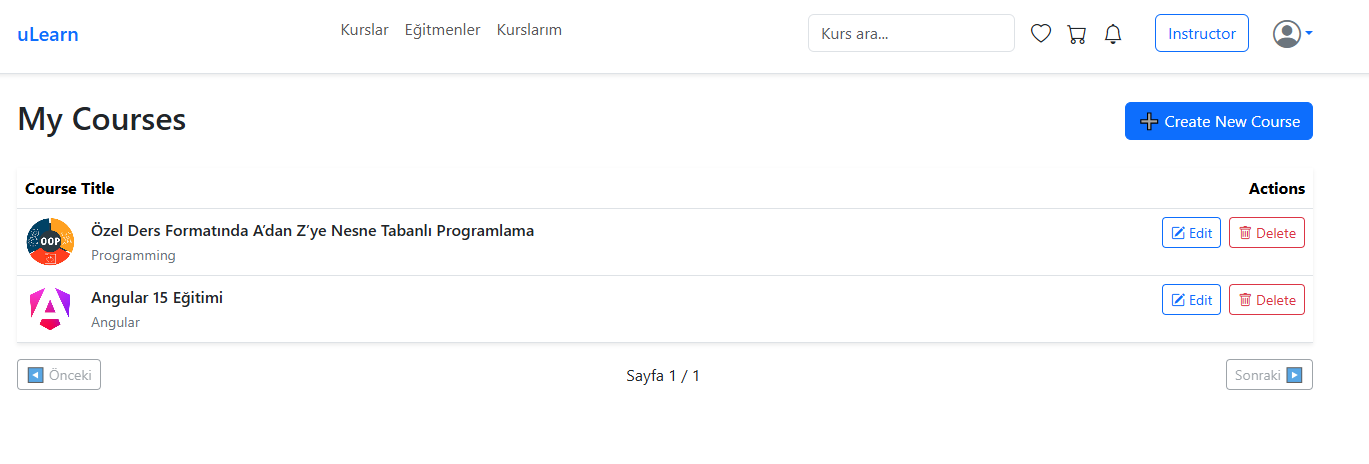 uLearn Kurslar Eğitmenler Kurslarım Kurs ara... Instructor
My Courses
Create New Course
Course Title Actions
OOP
Özel Ders Formatında A'dan Z'ye Nesne Tabanlı Programlama
Programming
Edit Delete
Angular 15 Eğitimi
Angular
Edit Delete
Önceki Sayfa 1 / 1 Sonraki